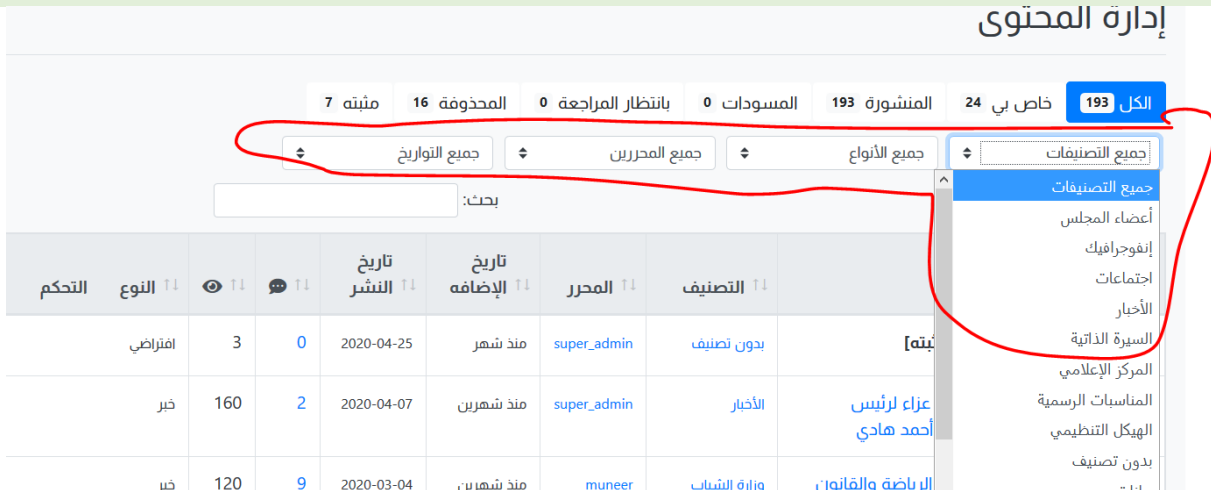 إدارة المحتوى
الكل 193 خاص بي 24 المنشورة 193 المسودات 0 بانتظار المراجعة 0 المحذوفة 16 مثبته 7
جميع التصنيفات جميع الأنواع جميع المحررين جميع التواريخ
جميع التصنيفات
أعضاء المجلس
إنفوجرافيك
اجتماعات
الأخبار
السيرة الذاتية
المركز الإعلامي
المناسبات الرسمية
الهيكل التنظيمي
بدون تصنيف
بحث:
التصنيف المحرر تاريخ الإضافه تاريخ النشر النوع التحكم
بدون تصنيف super_admin منذ شهر 2020-04-25 0 3 افتراضي
عزاء لرئيس
أحمد هادي
الأخبار super_admin منذ شهرين 2020-04-07 2 160 خبر
الرياضة والقانون وزارة الشباب muneer منذ شهرين 2020-03-04 9 120 خبر